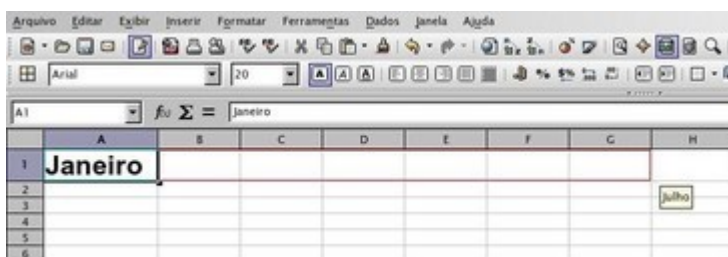 Arquivo Editar Exibir Inserir Formatar Ferramentas Dados Janela Ajuda
Arial 20
A1 Janeiro
A B C D E F G H
1 Janeiro
2
3 Julho
4
5
6